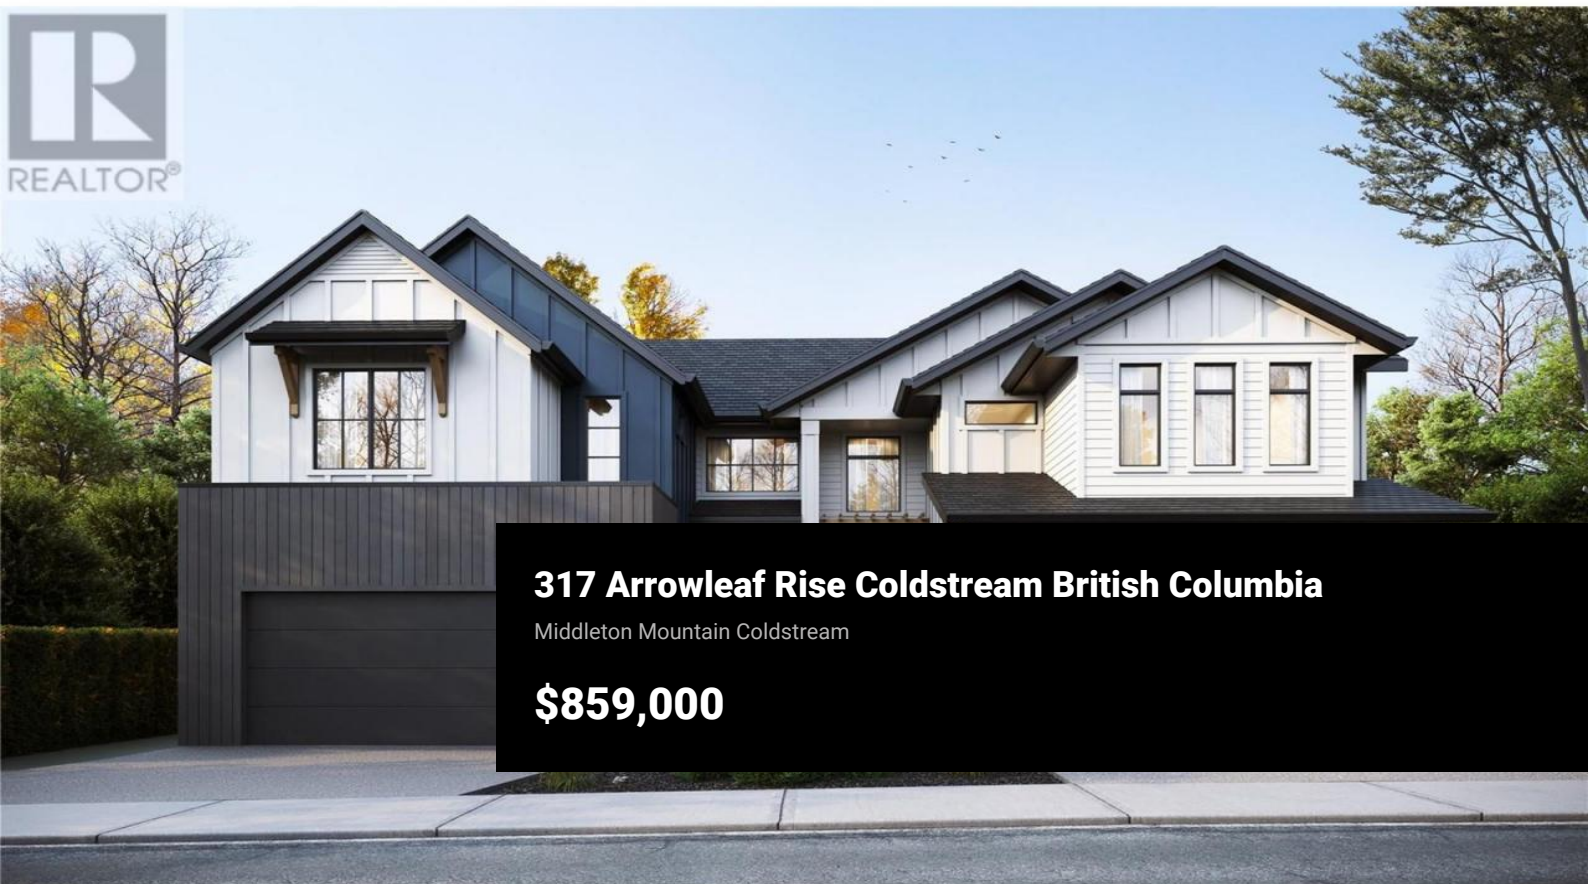 R
REALTOR®
317 Arrowleaf Rise Coldstream British Columbia
Middleton Mountain Coldstream
$859,000